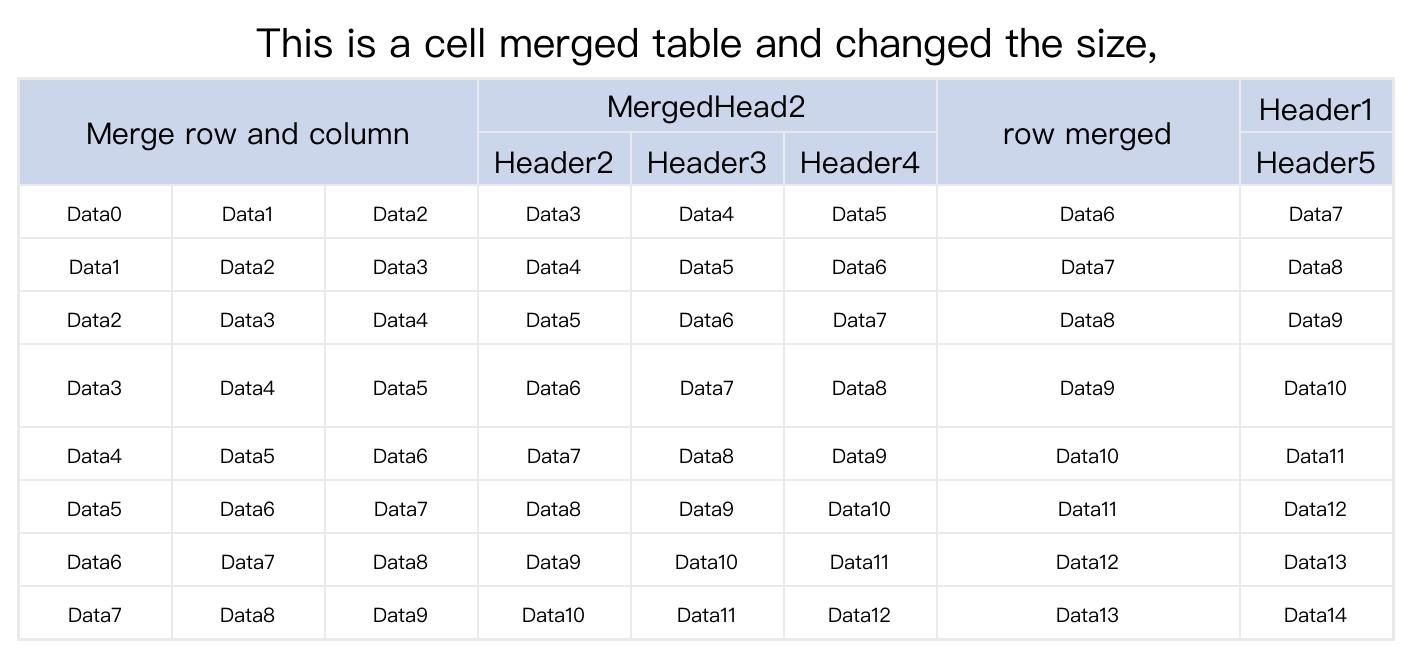 This is a cell merged table and changed the size,
Merge row and column MergedHead2 row merged Header1
Header2 Header3 Header4 Header5
Data0 Data1 Data2 Data3 Data4 Data5 Data6 Data7
Data1 Data2 Data3 Data4 Data5 Data6 Data7 Data8
Data2 Data3 Data4 Data5 Data6 Data7 Data8 Data9
Data3 Data4 Data5 Data6 Data7 Data8 Data9 Data10
Data4 Data5 Data6 Data7 Data8 Data9 Data10 Data11
Data5 Data6 Data7 Data8 Data9 Data10 Data11 Data12
Data6 Data7 Data8 Data9 Data10 Data11 Data12 Data13
Data7 Data8 Data9 Data10 Data11 Data12 Data13 Data14